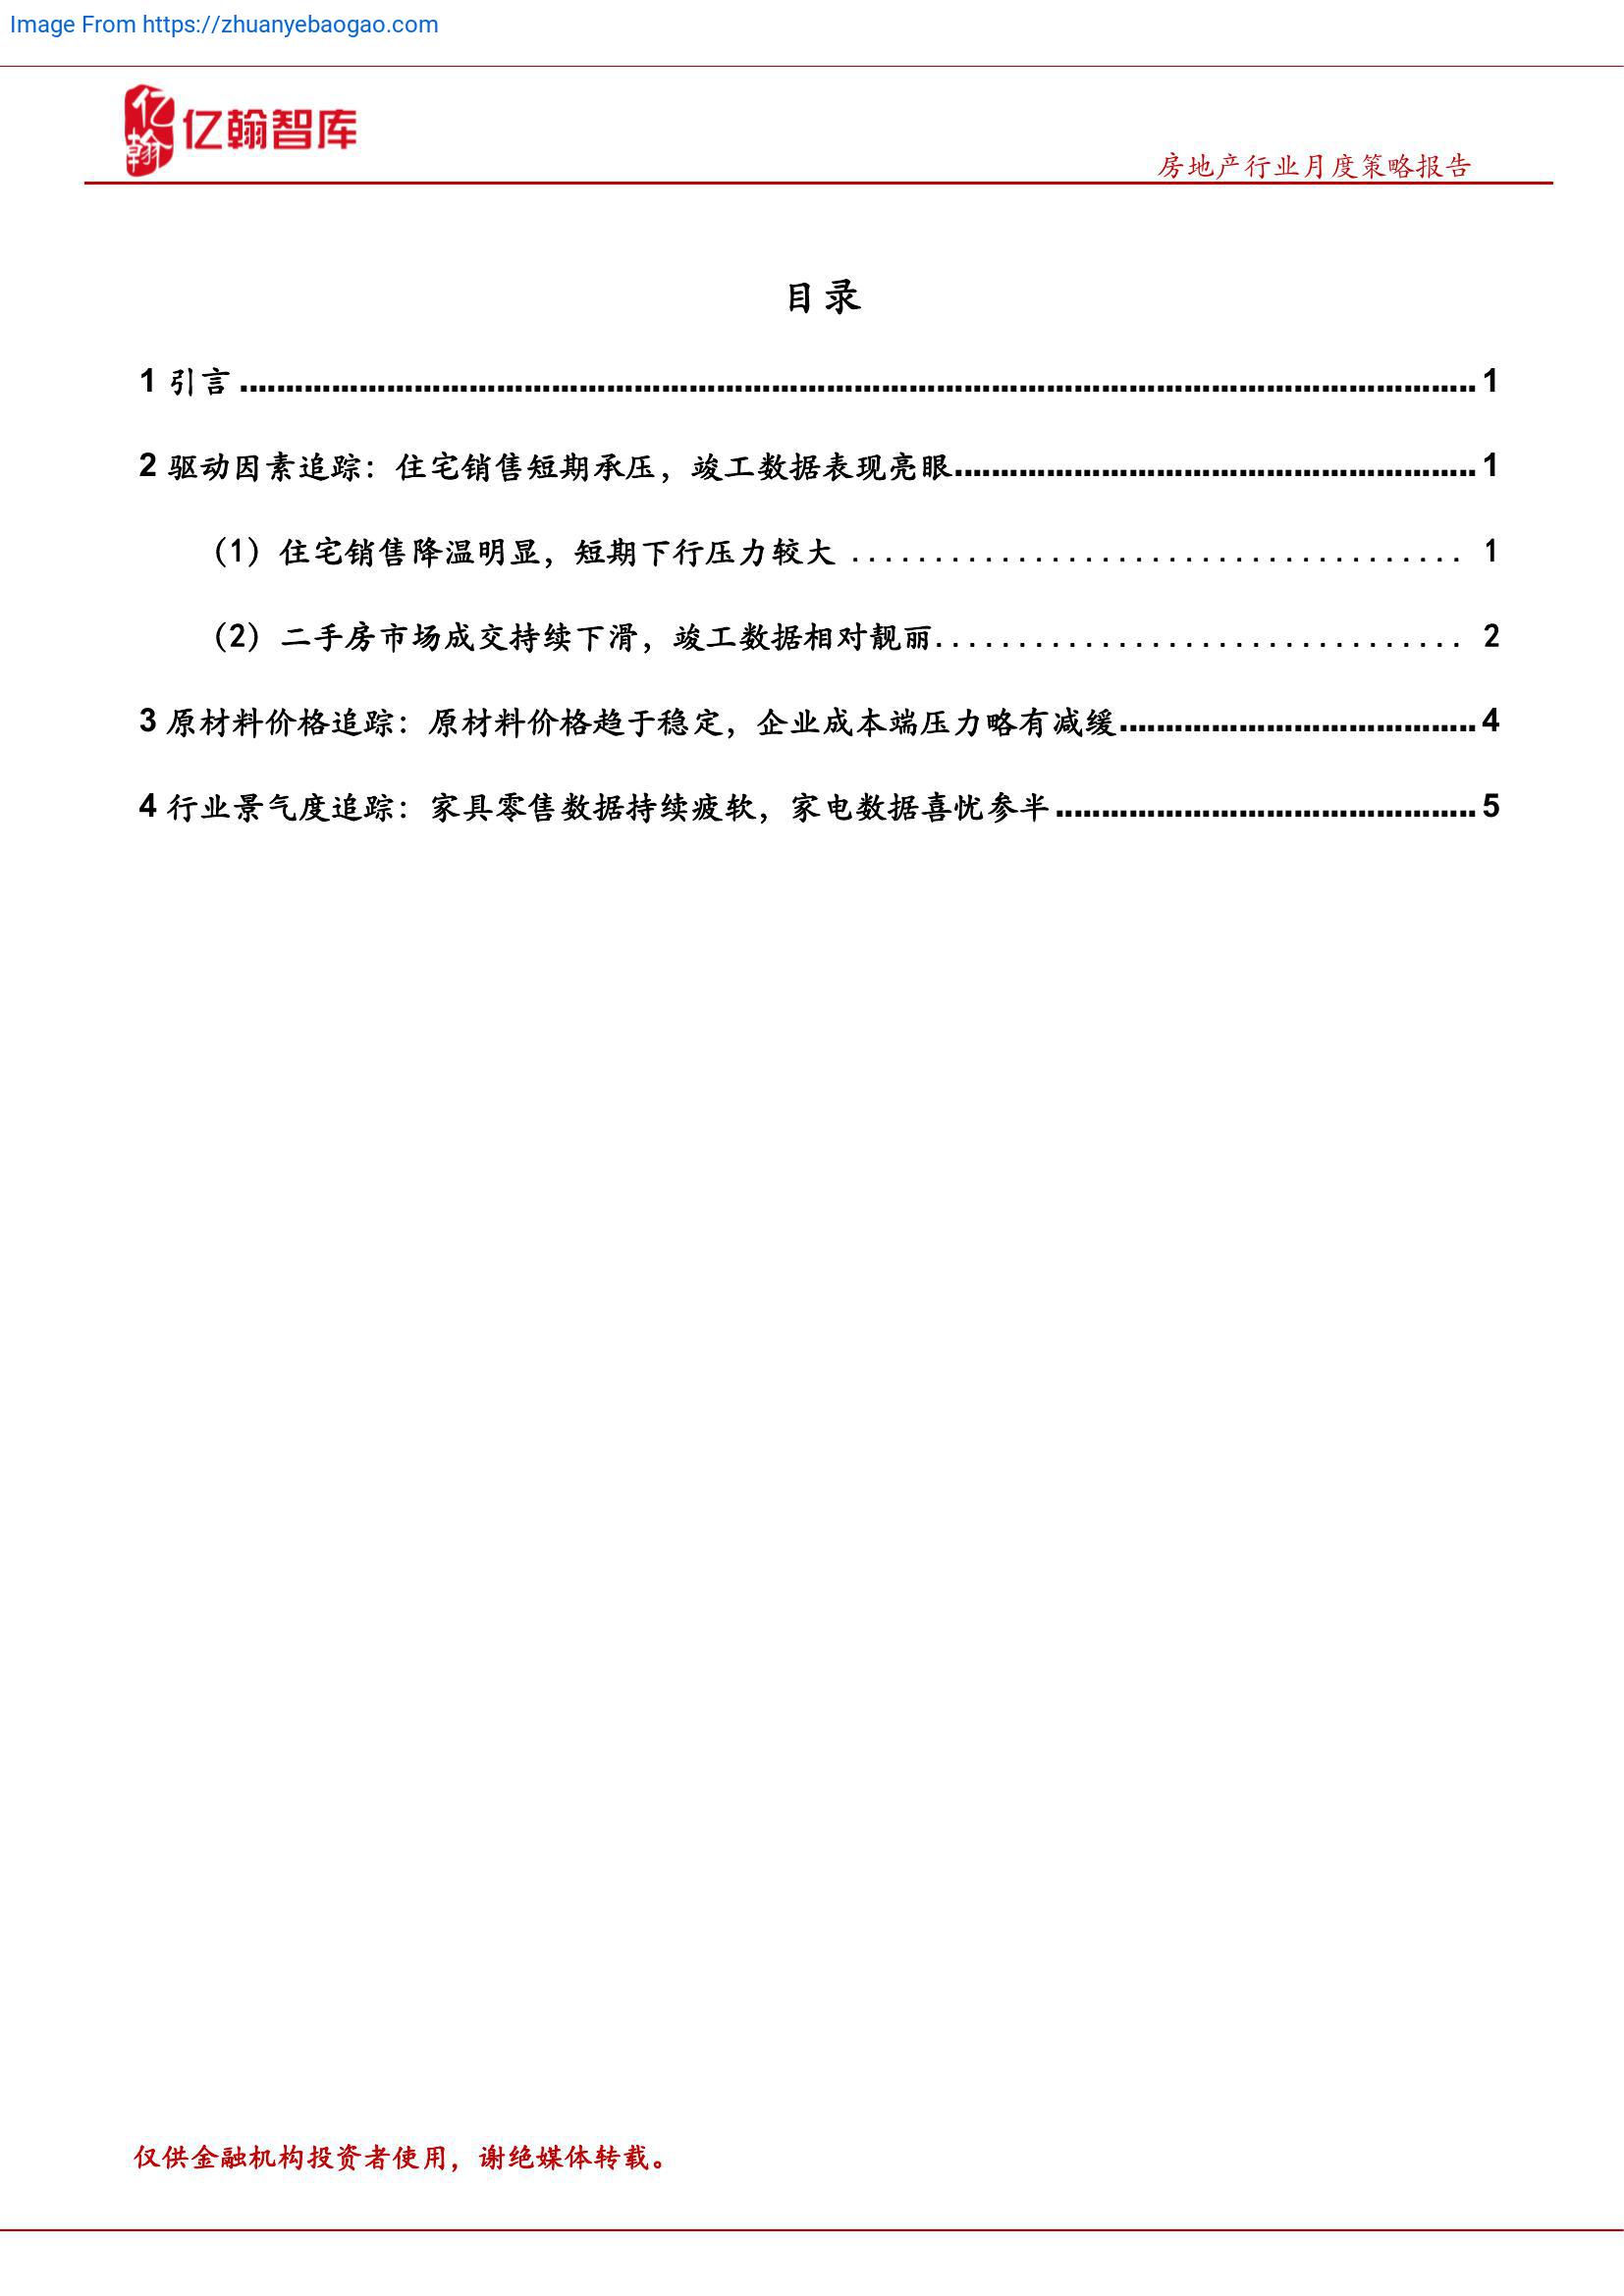 Image From https://zhuanyebaogao.com
亿翰
亿翰智库
房地产行业月度策略报告
目录
1 引言 ........................................ 1
2 驱动因素追踪：住宅销售短期承压，竣工数据表现亮眼........................................ 1
（1）住宅销售降温明显，短期下行压力较大 ........................................ 1
（2）二手房市场成交持续下滑，竣工数据相对靓丽........................................ 2
3 原材料价格追踪：原材料价格趋于稳定，企业成本端压力略有减缓........................................ 4
4 行业景气度追踪：家具零售数据持续疲软，家电数据喜忧参半........................................ 5
仅供金融机构投资者使用，谢绝媒体转载。